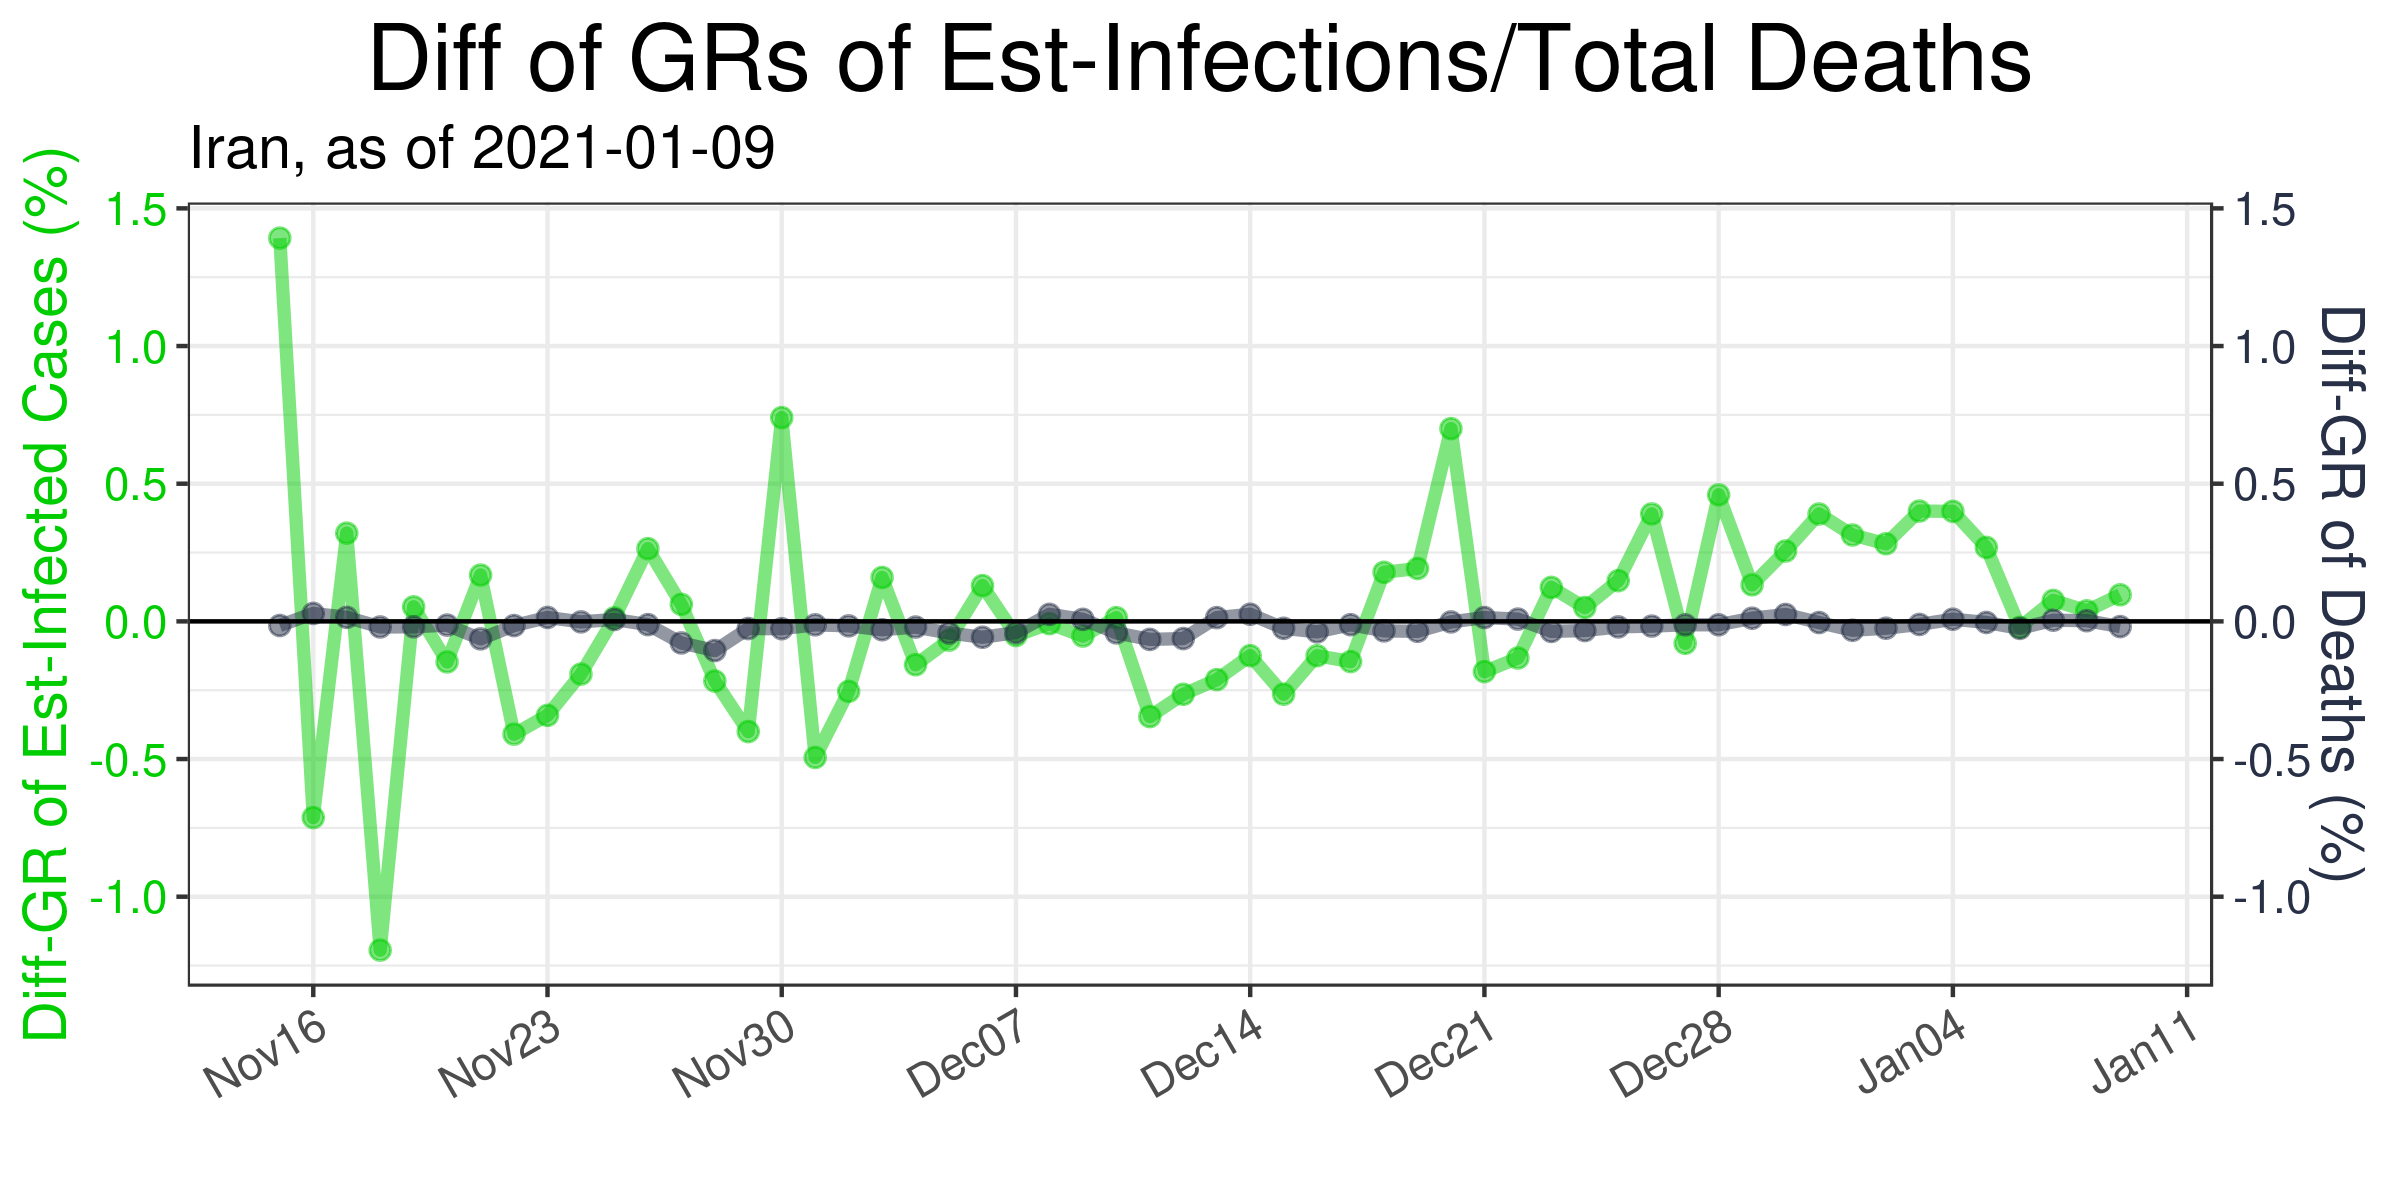 Diff of GRs of Est-Infections/Total Deaths
Iran, as of 2021-01-09
Diff-GR of Est-Infected Cases (%)
1.5
1.0
0.5
0.0
-0.5
-1.0
1.5
1.0
0.5
0.0
-0.5
-1.0
Diff-GR of Deaths (%)
Nov16
Nov23
Nov30
Dec07
Dec14
Dec21
Dec28
Jan04
Jan11